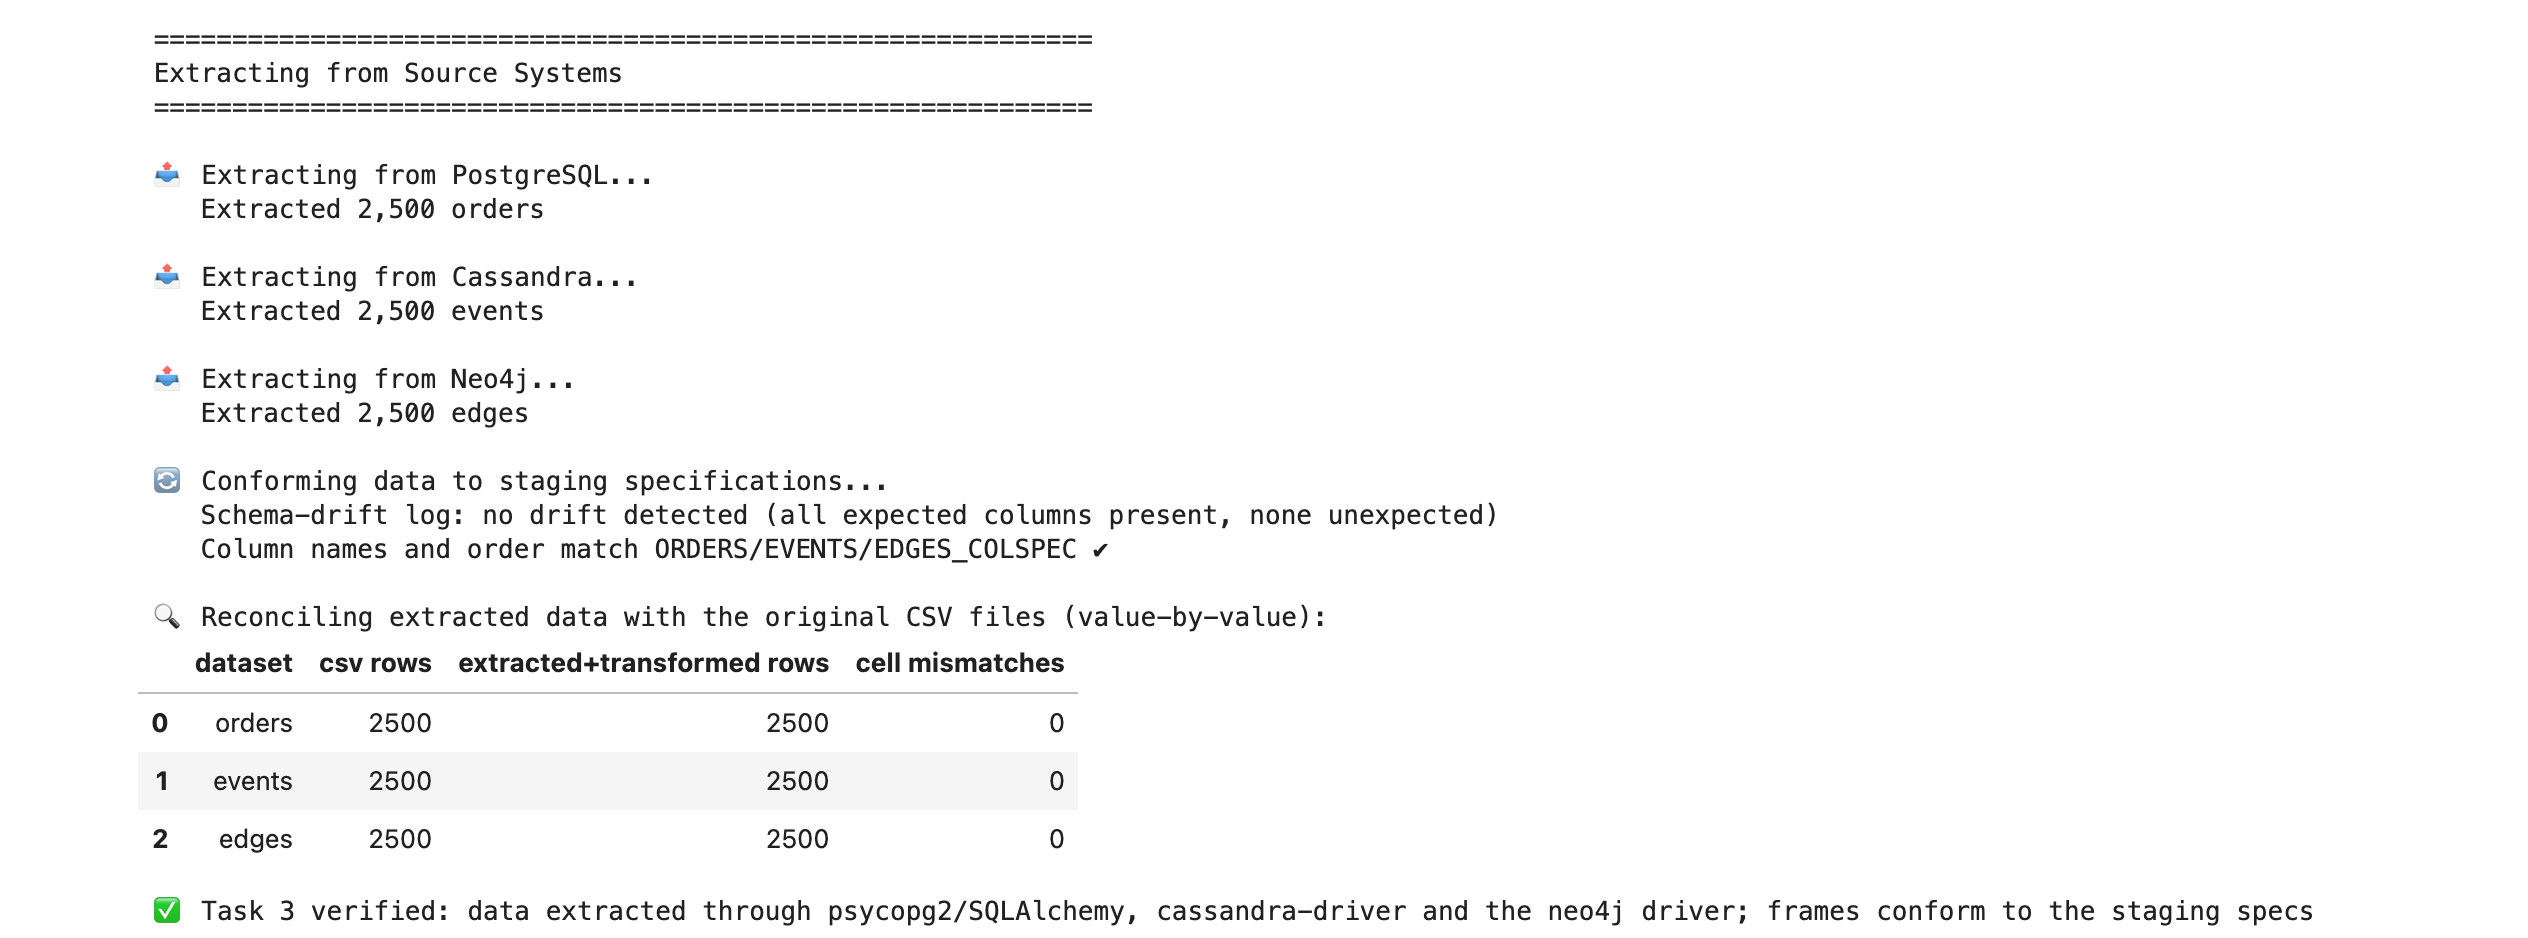 ============================================================
Extracting from Source Systems
============================================================
📤 Extracting from PostgreSQL...
Extracted 2,500 orders
📤 Extracting from Cassandra...
Extracted 2,500 events
📤 Extracting from Neo4j...
Extracted 2,500 edges
🔄 Conforming data to staging specifications...
Schema-drift log: no drift detected (all expected columns present, none unexpected)
Column names and order match ORDERS/EVENTS/EDGES_COLSPEC ✔
🔍 Reconciling extracted data with the original CSV files (value-by-value):
dataset csv rows extracted+transformed rows cell mismatches
0 orders 2500 2500 0
1 events 2500 2500 0
2 edges 2500 2500 0
✅ Task 3 verified: data extracted through psycopg2/SQLAlchemy, cassandra-driver and the neo4j driver; frames conform to the staging specs